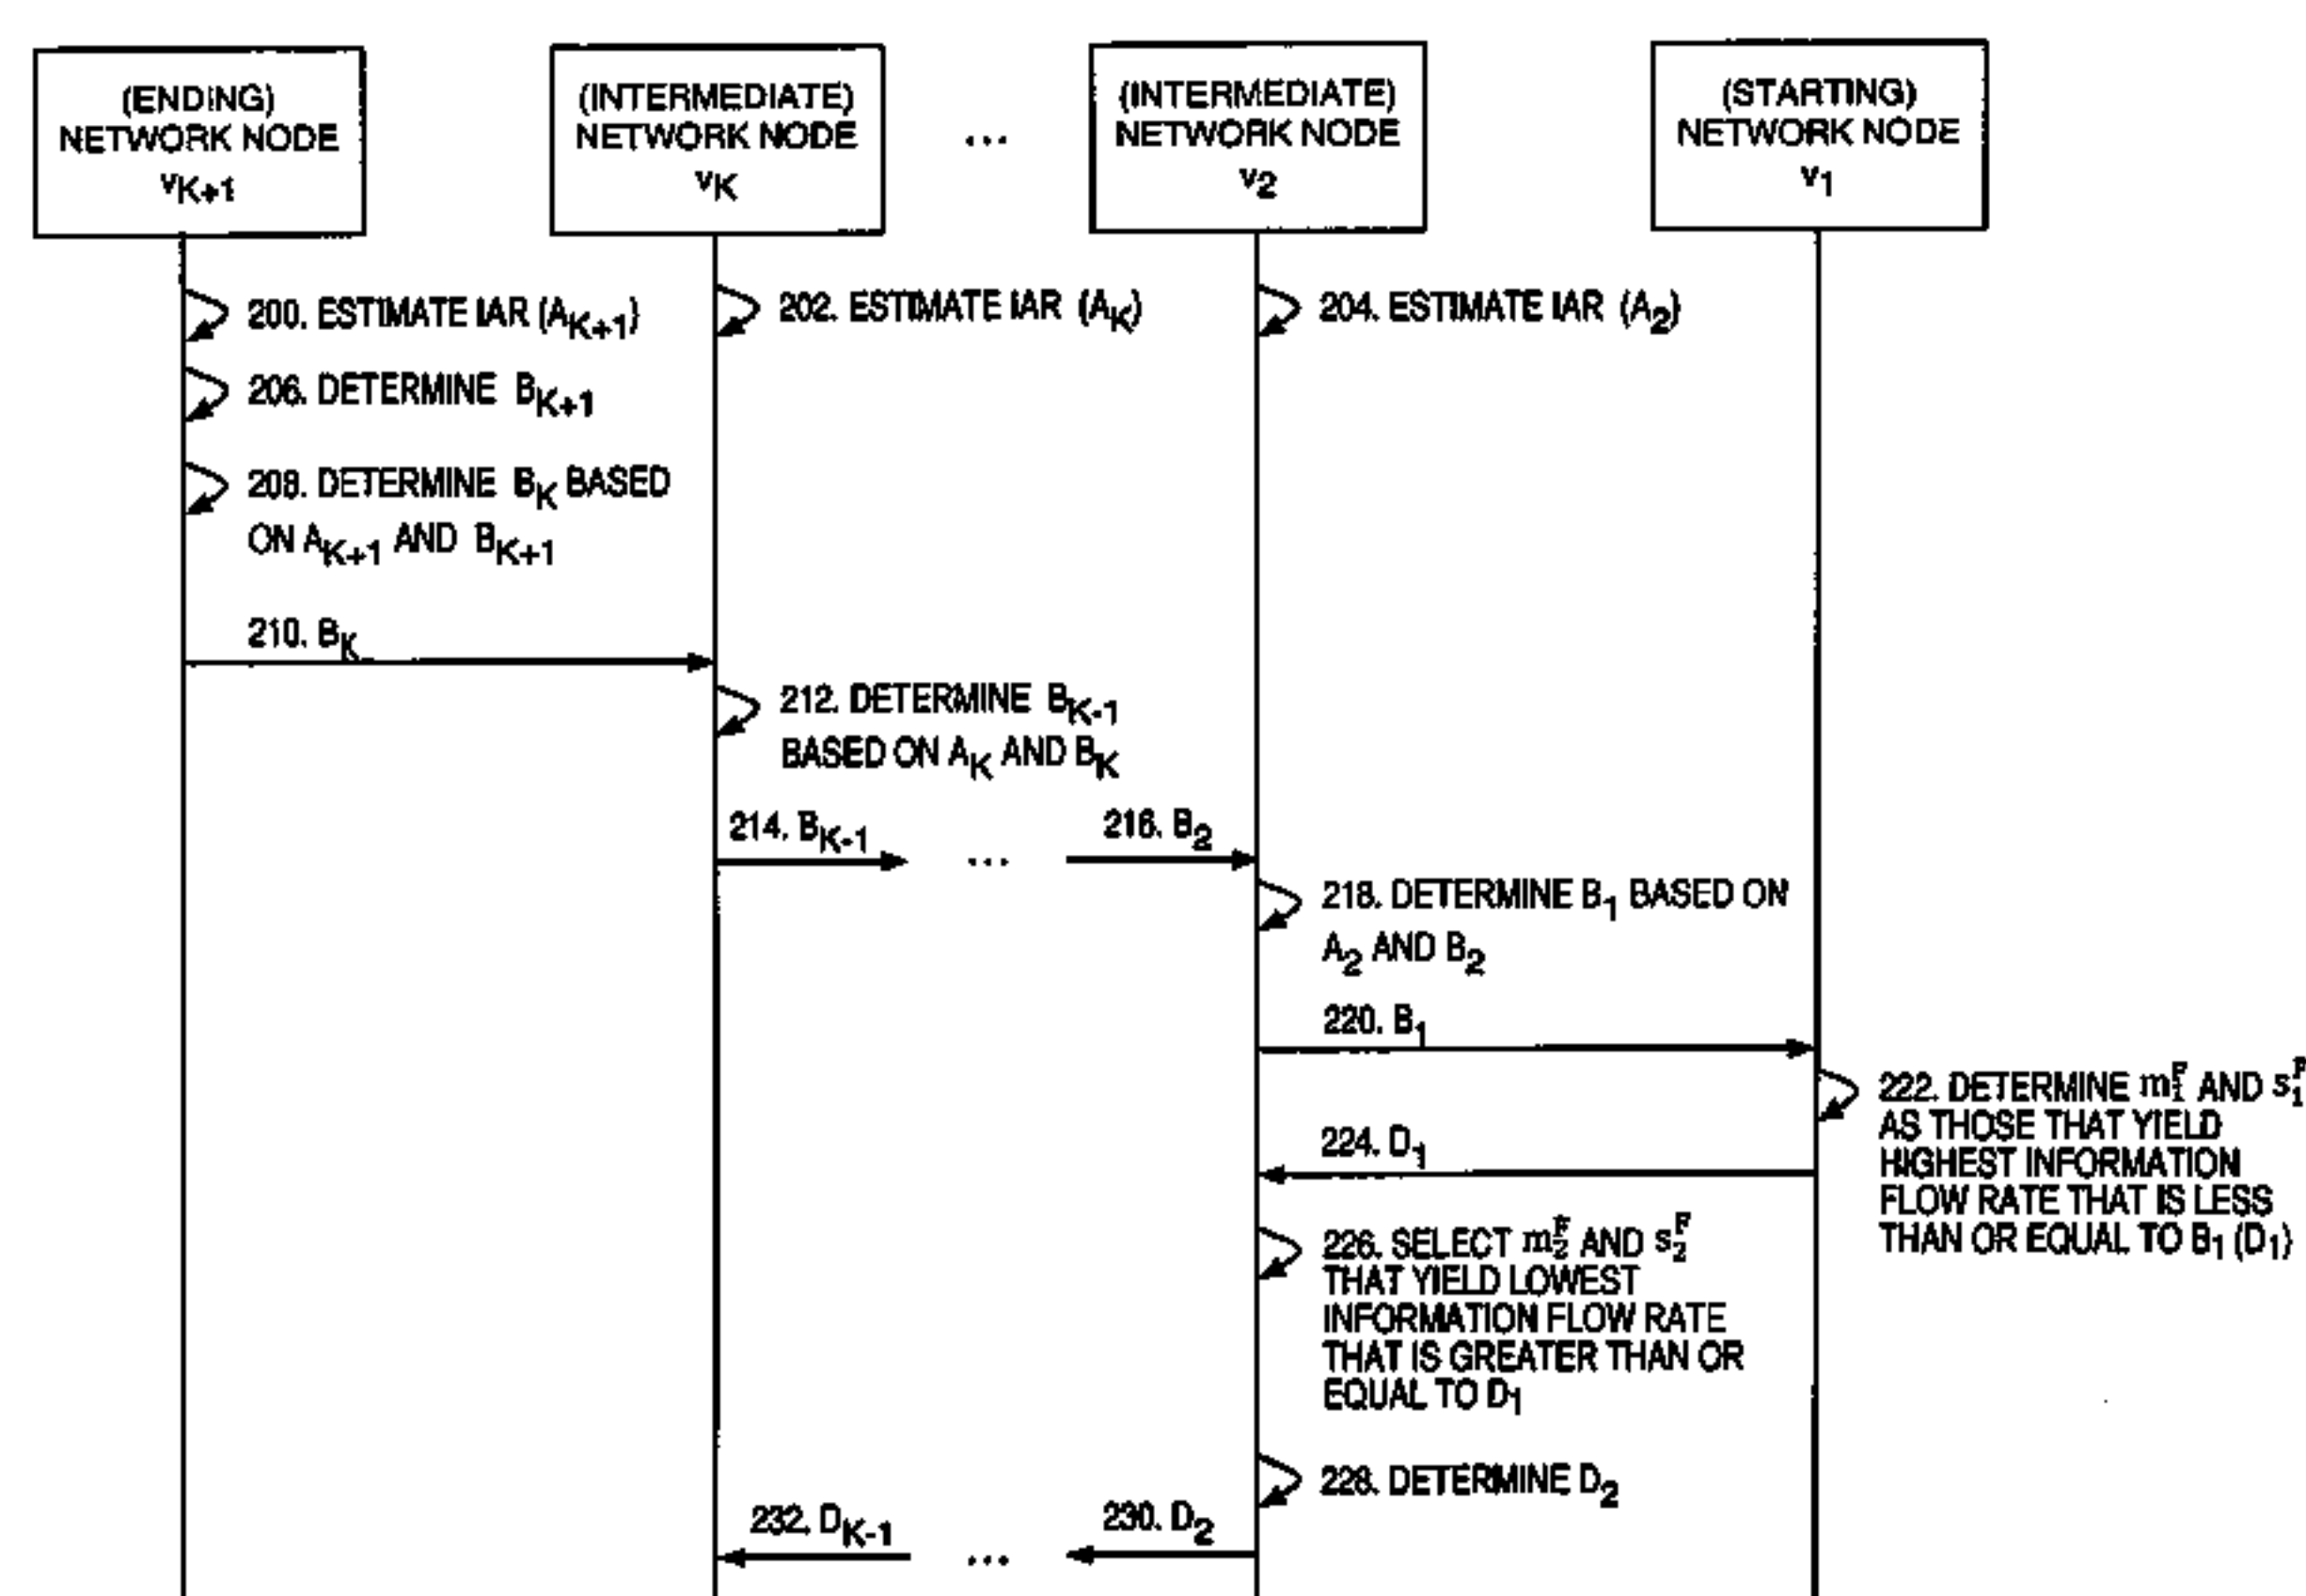 (ENDING)
NETWORK NODE
vK+1
(INTERMEDIATE)
NETWORK NODE
vK
...
(INTERMEDIATE)
NETWORK NODE
v2
(STARTING)
NETWORK NODE
v1
200. ESTIMATE IAR (AK+1)
202. ESTIMATE IAR (AK)
204. ESTIMATE IAR (A2)
206. DETERMINE BK+1
208. DETERMINE BK BASED
ON AK+1 AND BK+1
210. BK
212. DETERMINE BK-1
BASED ON AK AND BK
214. BK-1
...
216. B2
218. DETERMINE B1 BASED ON
A2 AND B2
220. B1
222. DETERMINE m1F AND s1F
AS THOSE THAT YIELD
HIGHEST INFORMATION
FLOW RATE THAT IS LESS
THAN OR EQUAL TO B1 (D1)
224. D1
226. SELECT m2F AND s2F
THAT YIELD LOWEST
INFORMATION FLOW RATE
THAT IS GREATER THAN OR
EQUAL TO D1
228. DETERMINE D2
230. D2
...
232. DK-1